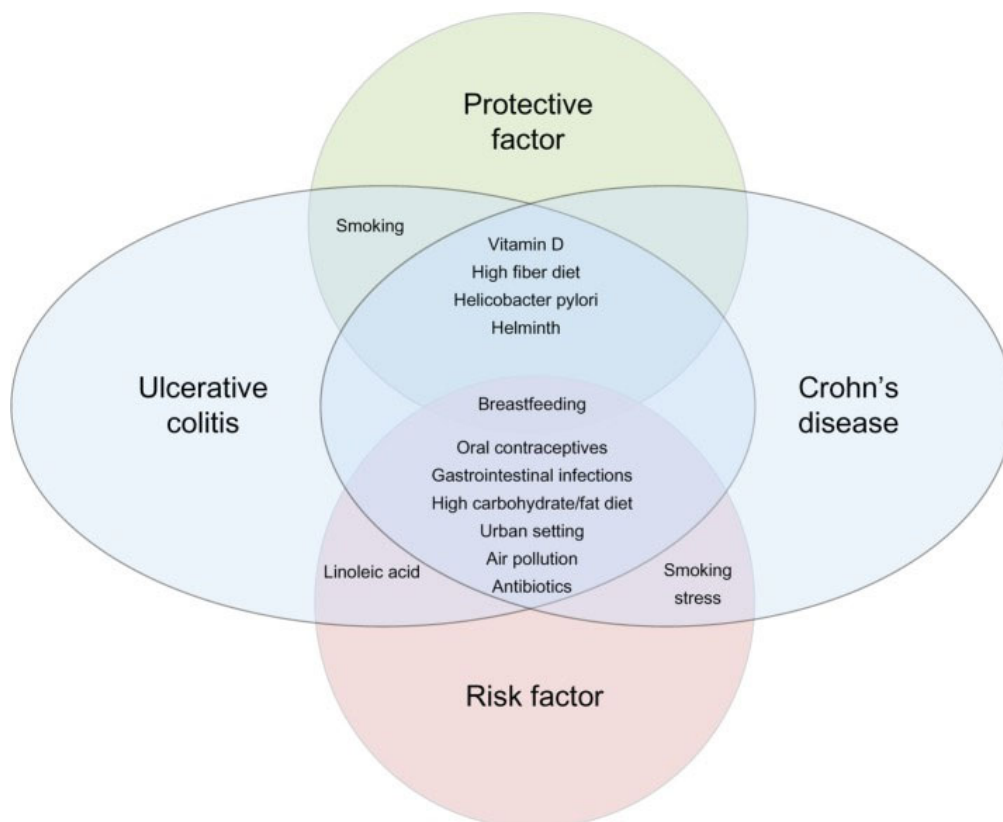 Protective
factor
Smoking
Vitamin D
High fiber diet
Helicobacter pylori
Helminth
Ulcerative
colitis
Crohn’s
disease
Breastfeeding
Oral contraceptives
Gastrointestinal infections
High carbohydrate/fat diet
Urban setting
Air pollution
Antibiotics
Linoleic acid
Smoking
stress
Risk factor